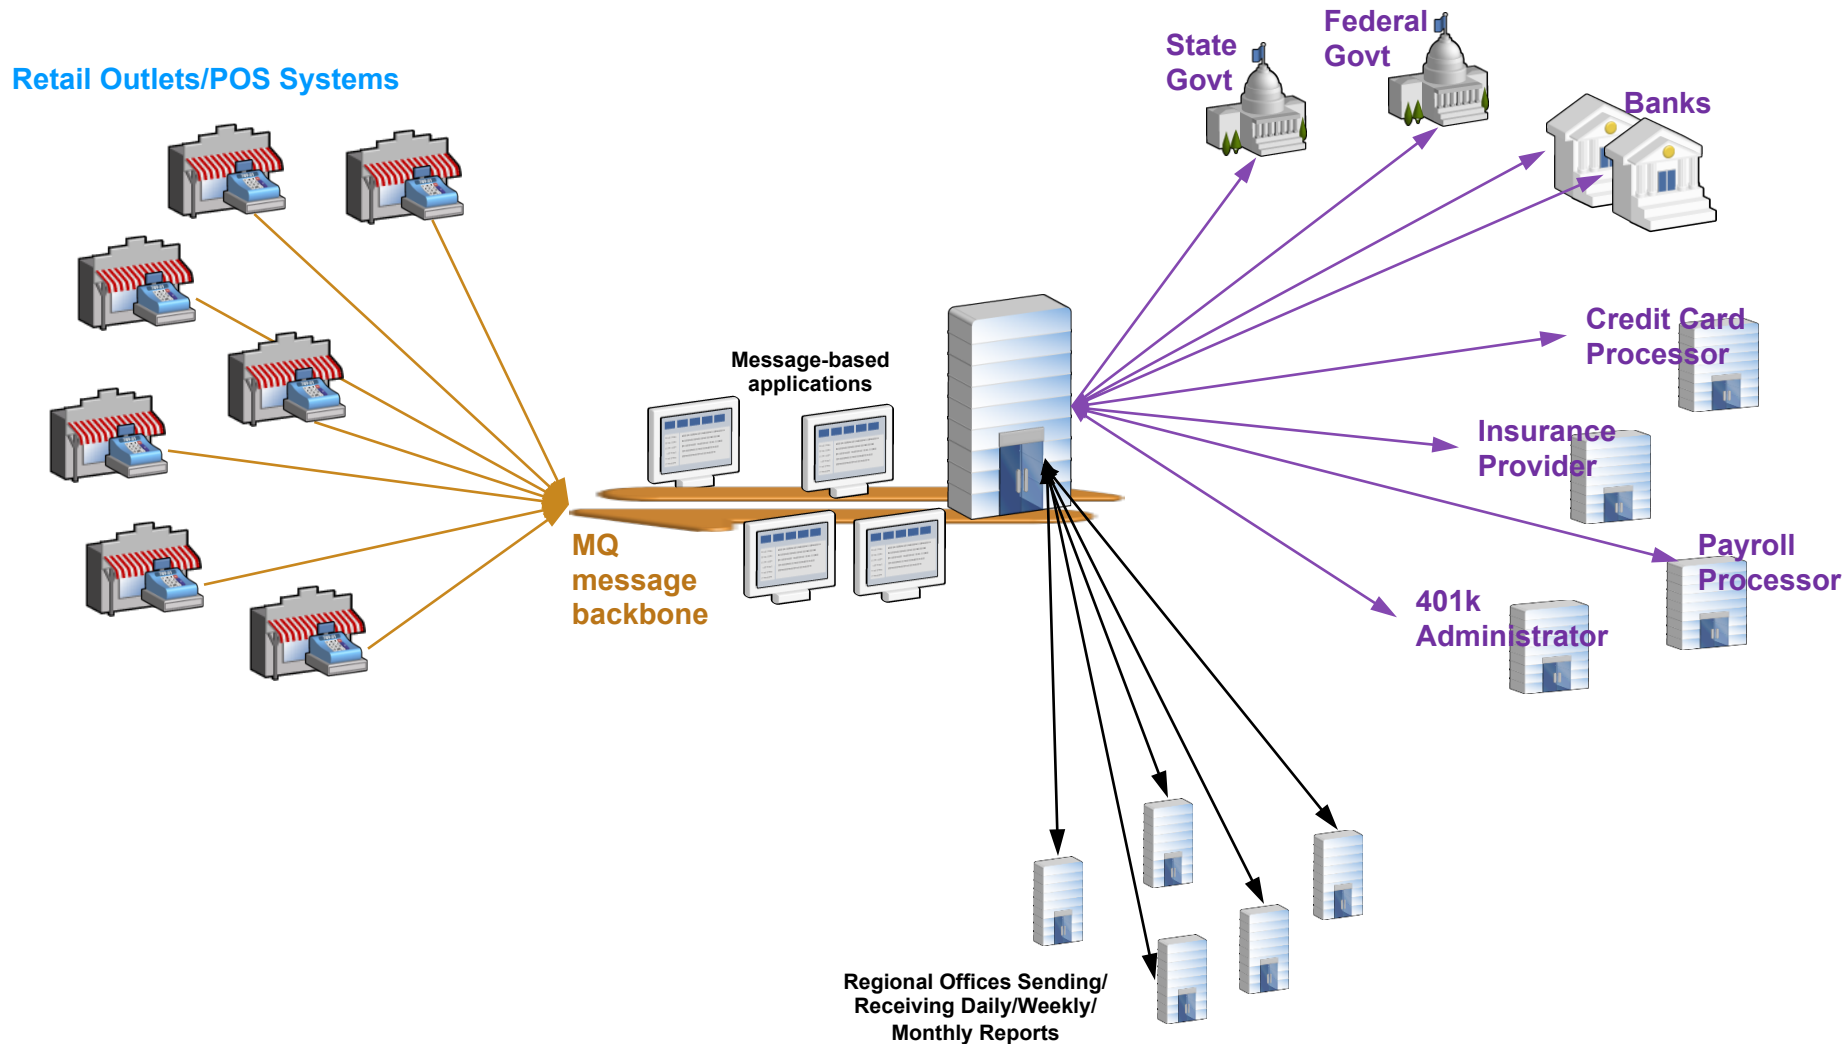 Retail Outlets/POS Systems
State
Govt
Federal
Govt
Banks
Message-based
applications
Credit Card
Processor
Insurance
Provider
Payroll
Processor
401k
Administrator
MQ
message
backbone
Regional Offices Sending/
Receiving Daily/Weekly/
Monthly Reports